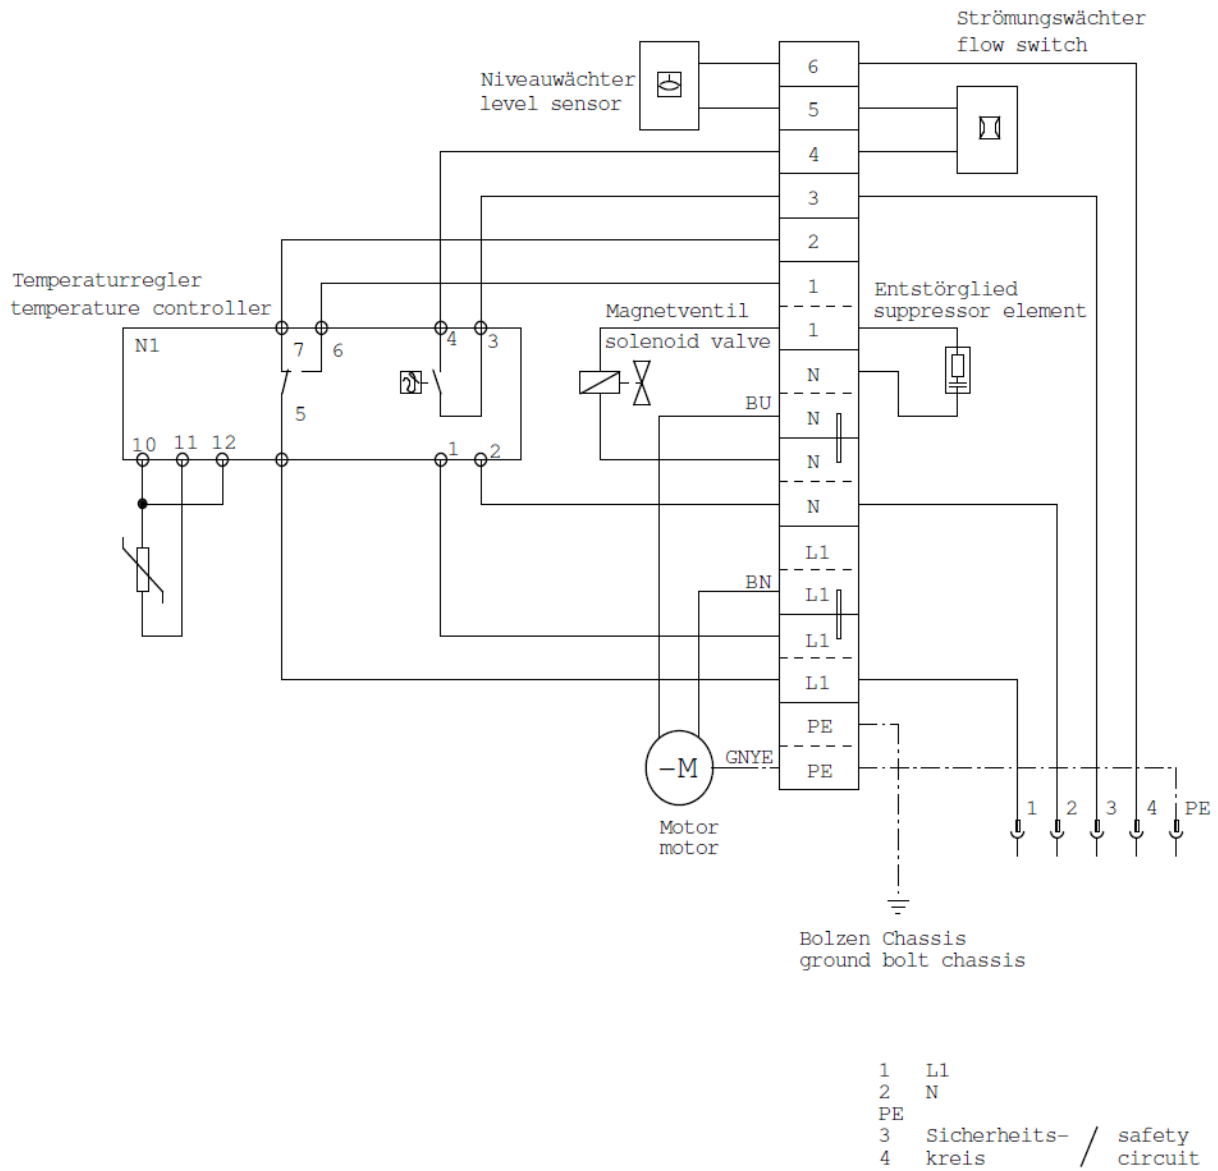 Strömungswächter
flow switch
Niveauwächter
level sensor
6
5
4
3
2
1
1
N
N
N
N
L1
L1
L1
L1
PE
PE
Temperaturregler
temperature controller
N1
7
6
4
3
5
10
11
12
1
2
Magnetventil
solenoid valve
Entstörglied
suppressor element
BU
BN
GNYE
-M
Motor
motor
1 2 3 4 PE
Bolzen Chassis
ground bolt chassis
1 L1
2 N
PE
3 Sicherheits- / safety
4 kreis / circuit